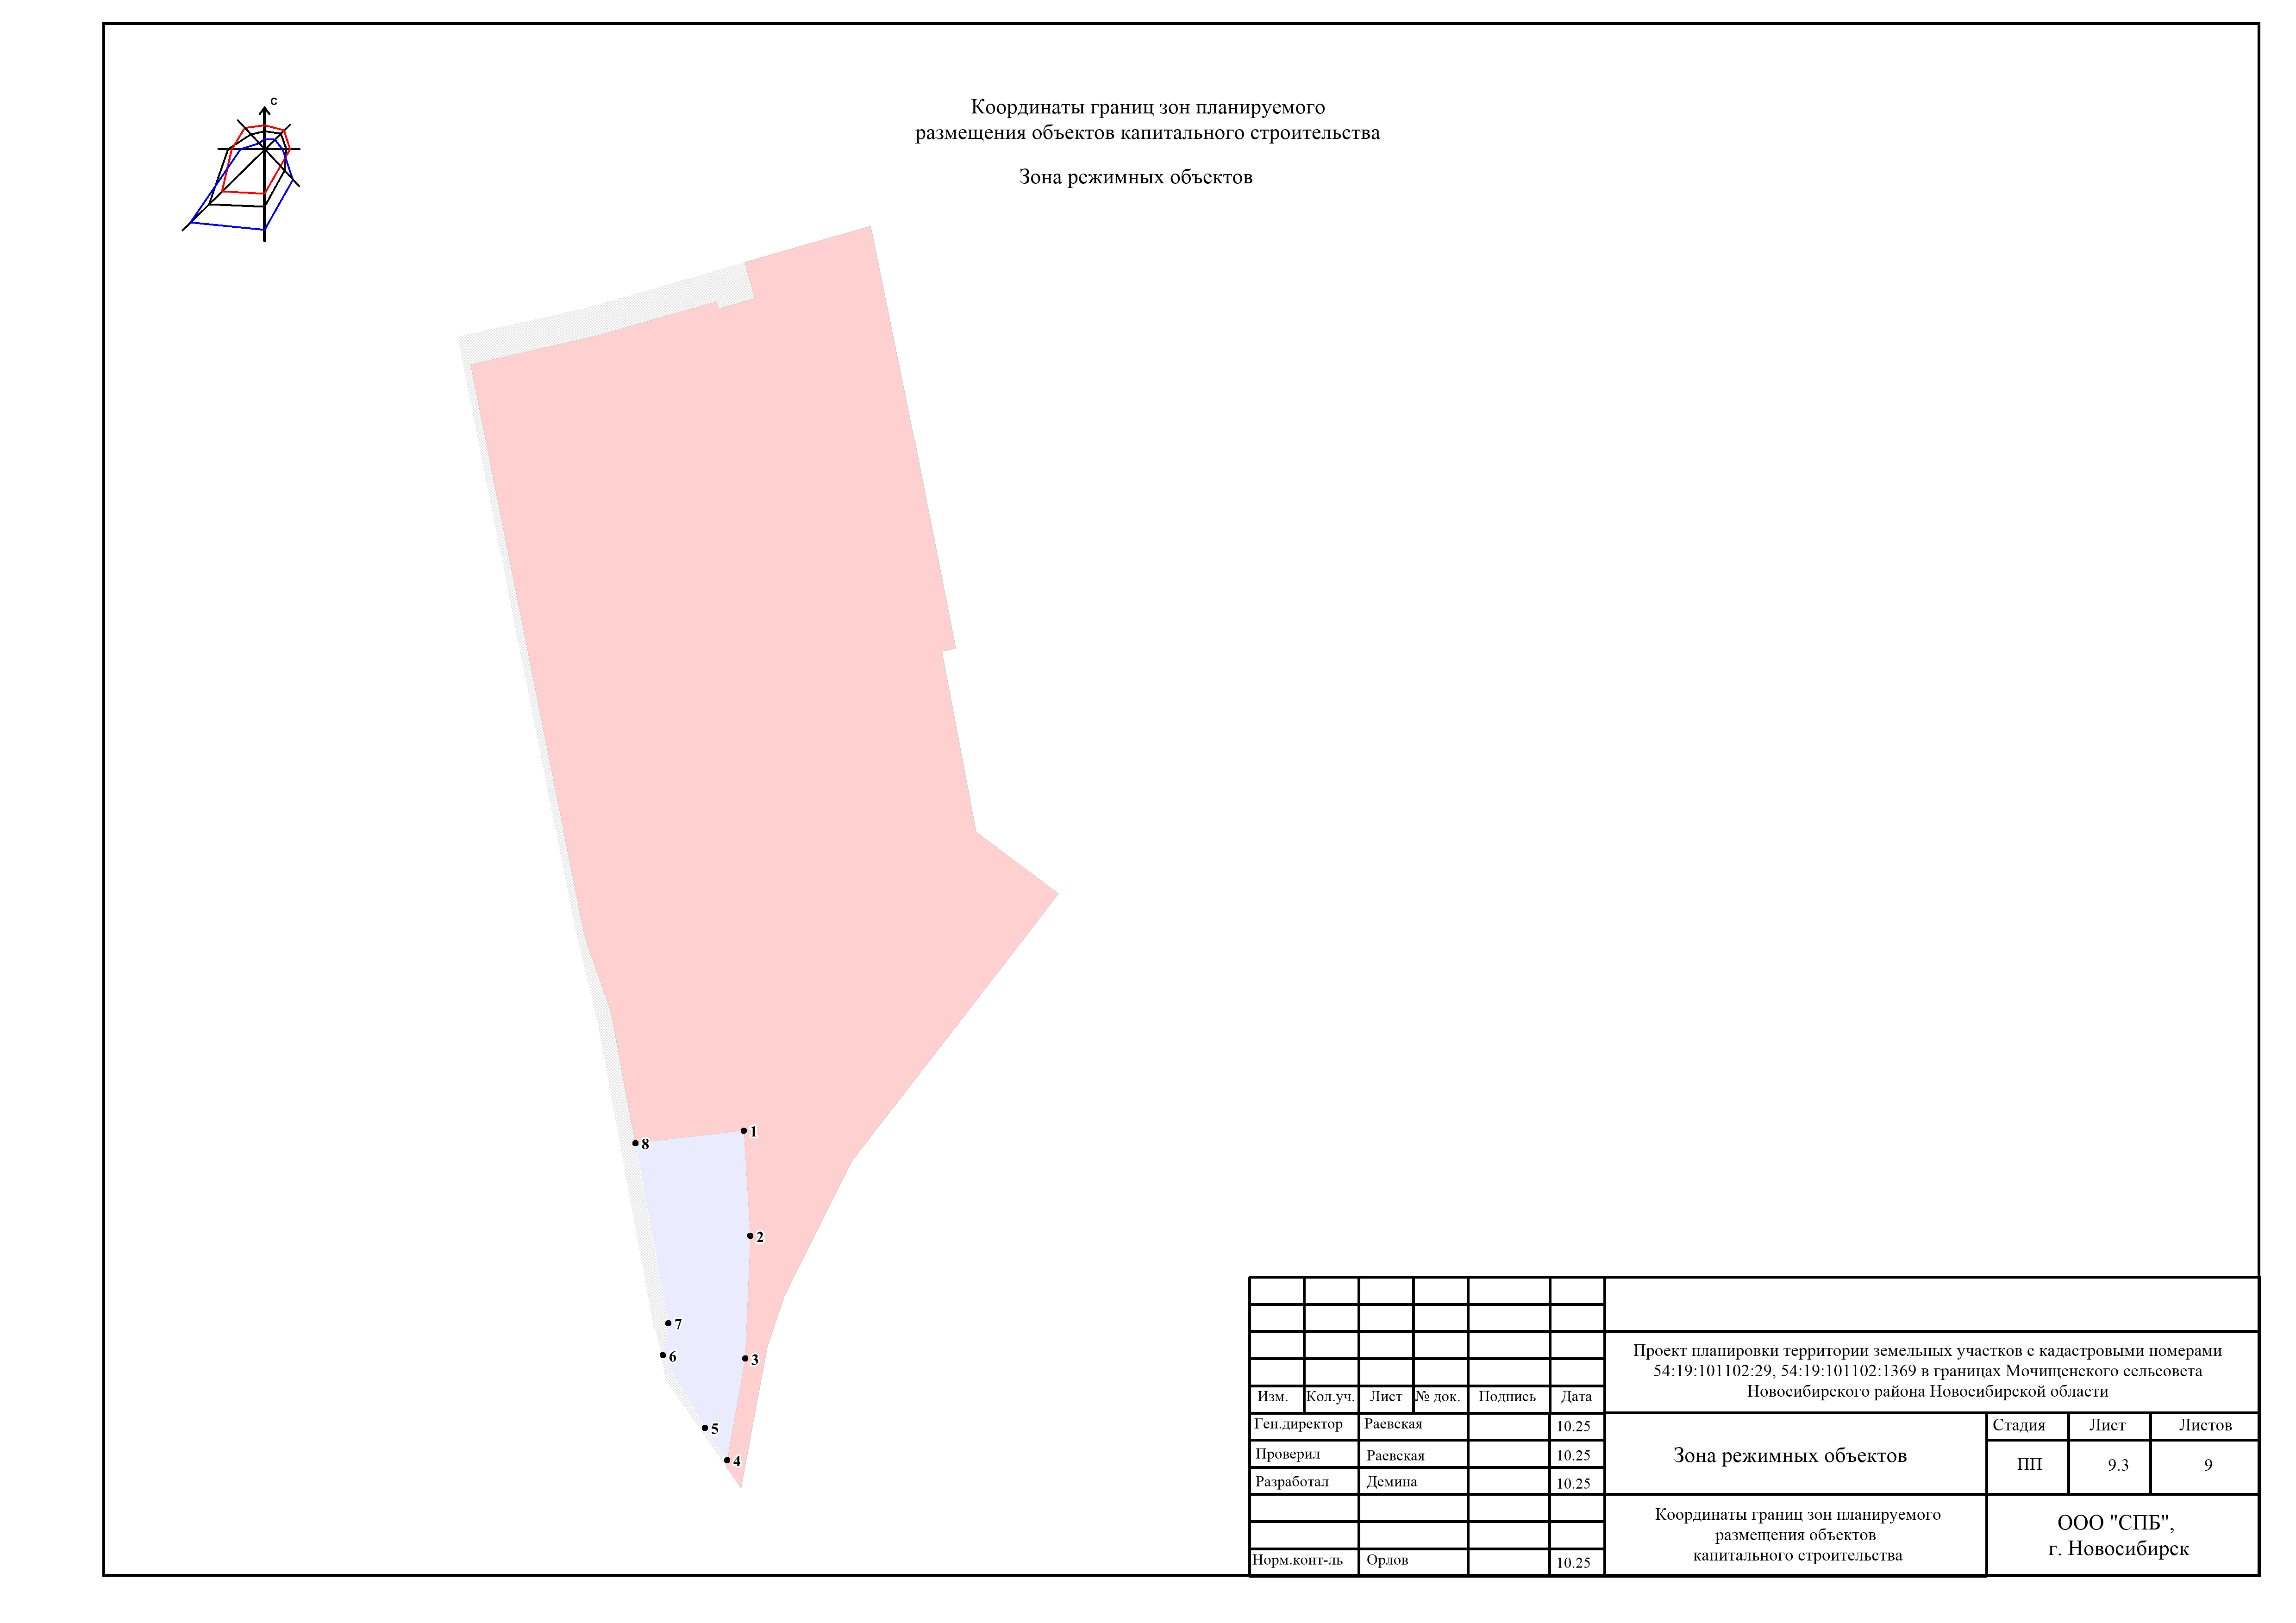 С
Координаты границ зон планируемого
размещения объектов капитального строительства
Зона режимных объектов
1
8
2
7
6
3
5
4
Проект планировки территории земельных участков с кадастровыми номерами
54:19:101102:29, 54:19:101102:1369 в границах Мочищенского сельсовета
Новосибирского района Новосибирской области
Изм. Кол.уч. Лист № док. Подпись Дата
Ген.директор Раевская 10.25
Проверил Раевская 10.25
Разработал Демина 10.25
Зона режимных объектов
Стадия Лист Листов
ПП 9.3 9
Координаты границ зон планируемого
размещения объектов
капитального строительства
ООО "СПБ",
г. Новосибирск
Норм.конт-ль Орлов 10.25